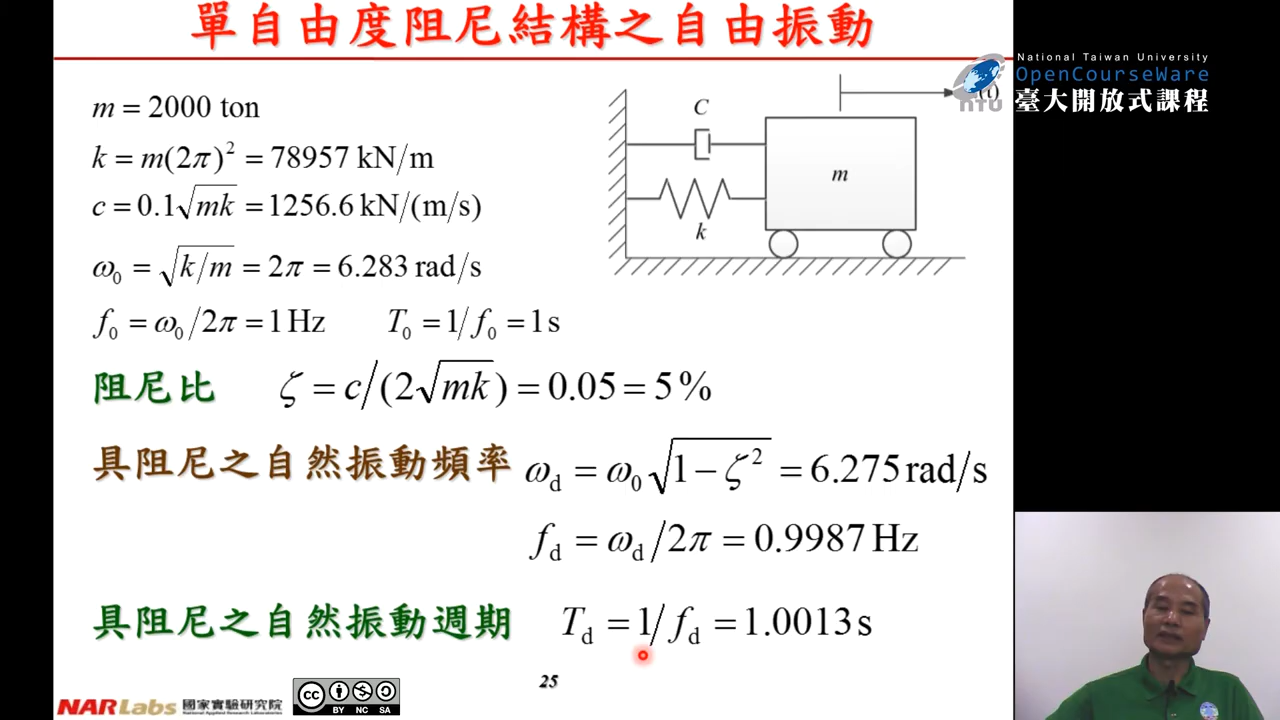 單自由度阻尼結構之自由振動
National Taiwan University
OpenCourseWare
臺大開放式課程
NTU
(t)
m = 2000 ton
k = m(2π)² = 78957 kN/m
c = 0.1√mk = 1256.6 kN/(m/s)
ω₀ = √k/m = 2π = 6.283 rad/s
f₀ = ω₀/2π = 1 Hz T₀ = 1/f₀ = 1 s
C
m
k
阻尼比 ζ = c/(2√mk) = 0.05 = 5%
具阻尼之自然振動頻率 ω_d = ω₀√1−ζ² = 6.275 rad/s
f_d = ω_d/2π = 0.9987 Hz
具阻尼之自然振動週期 T_d = 1/f_d = 1.0013 s
25
NARLabs 國家實驗研究院
cc BY NC SA